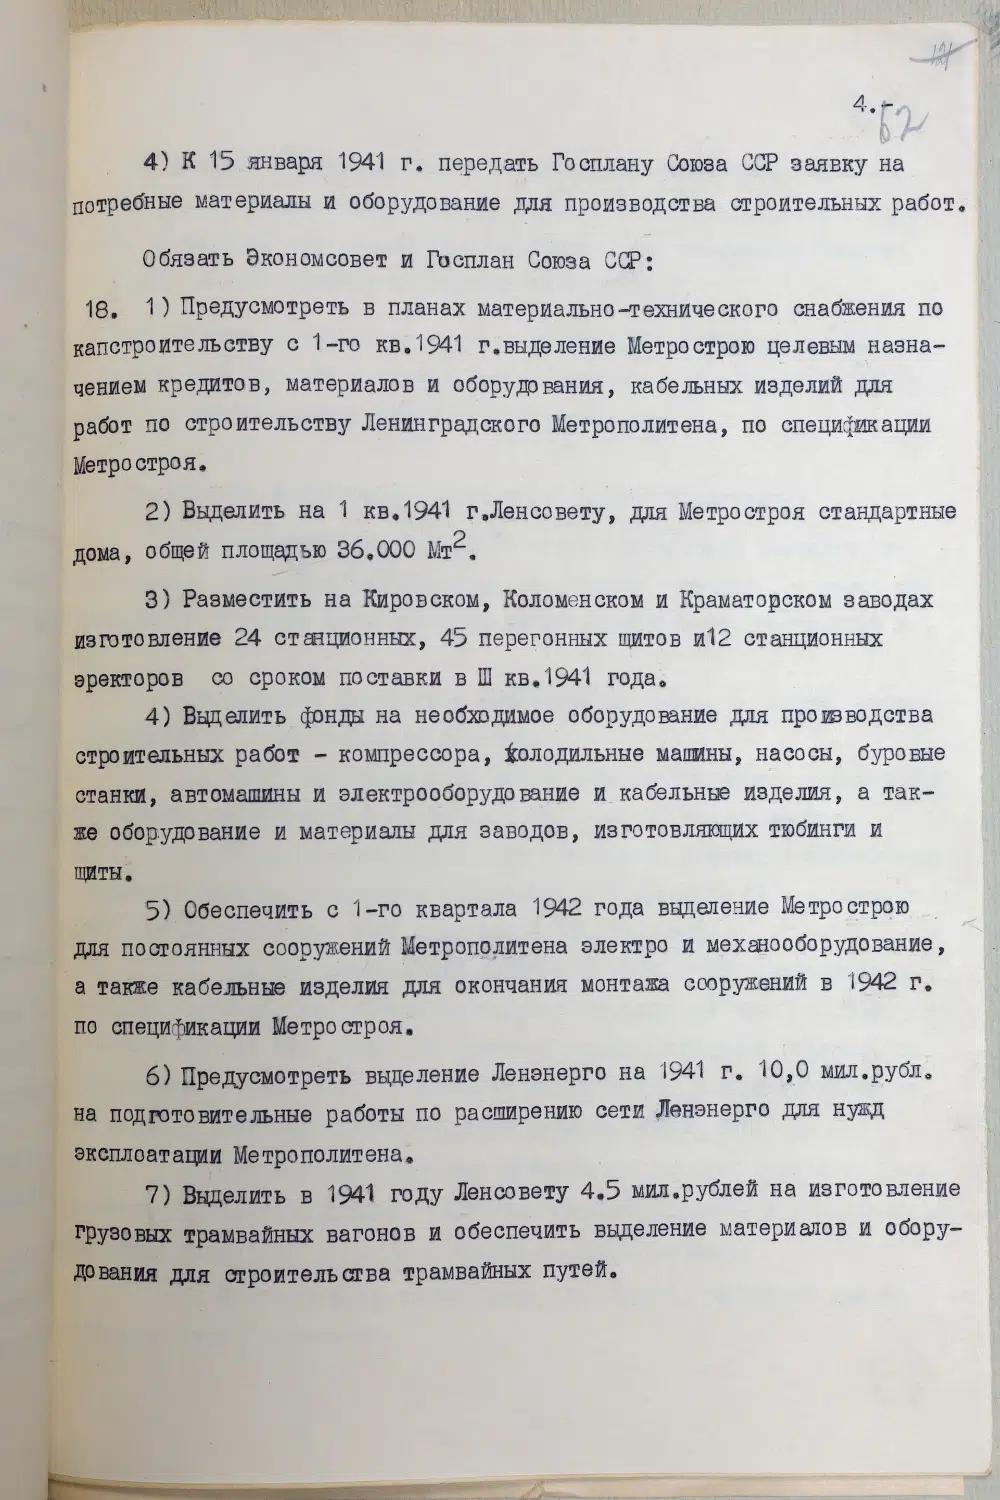 121
4.-
62
4) К 15 января 1941 г. передать Госплану Союза ССР заявку на
потребные материалы и оборудование для производства строительных работ.
Обязать Экономсовет и Госплан Союза ССР:
18. 1) Предусмотреть в планах материально-технического снабжения по
капстроительству с 1-го кв.1941 г.выделение Метрострою целевым назна-
чением кредитов, материалов и оборудования, кабельных изделий для
работ по строительству Ленинградского Метрополитена, по спецификации
Метростроя.
2) Выделить на 1 кв.1941 г.Ленсовету, для Метростроя стандартные
дома, общей площадью 36.000 Мт2.
3) Разместить на Кировском, Коломенском и Краматорском заводах
изготовление 24 станционных, 45 перегонных щитов и12 станционных
эректоров со сроком поставки в Ш кв.1941 года.
4) Выделить фонды на необходимое оборудование для производства
строительных работ - компрессора, холодильные машины, насосы, буровые
станки, автомашины и электрооборудование и кабельные изделия, а так-
же оборудование и материалы для заводов, изготовляющих тюбинги и
щиты.
5) Обеспечить с 1-го квартала 1942 года выделение Метрострою
для постоянных сооружений Метрополитена электро и механооборудование,
а также кабельные изделия для окончания монтажа сооружений в 1942 г.
по спецификации Метростроя.
6) Предусмотреть выделение Ленэнерго на 1941 г. 10,0 мил.рубл.
на подготовительные работы по расширению сети Ленэнерго для нужд
эксплоатации Метрополитена.
7) Выделить в 1941 году Ленсовету 4.5 мил.рублей на изготовление
грузовых трамвайных вагонов и обеспечить выделение материалов и обору-
дования для строительства трамвайных путей.